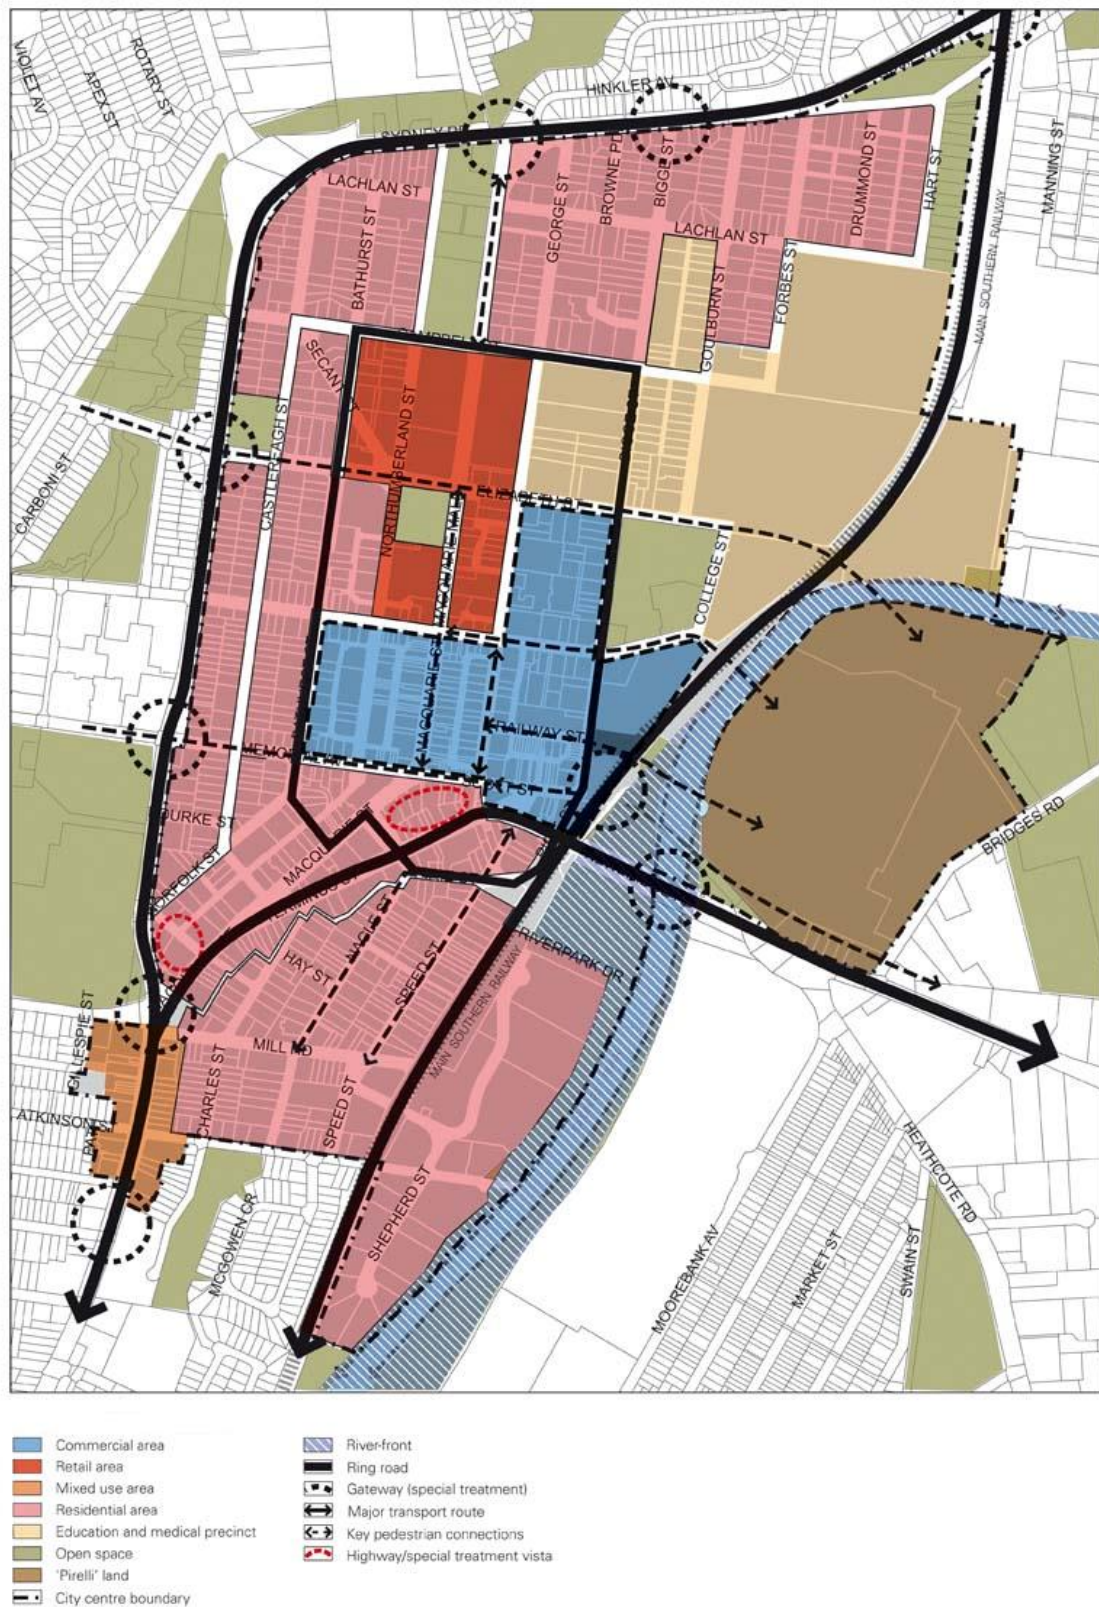 VIOLET AV
APEX ST
ROTARY ST
HINKLER AV
MANNING ST
LACHLAN ST
BATHURST ST
GEORGE ST
BROWNE PD
BIGGE ST
LACHLAN ST
DRUMMOND ST
HART ST
MAIN SOUTHERN RAILWAY
FORBES ST
GOULBURN ST
NORTHUMBERLAND ST
CASTLEREAGH ST
CARBONI ST
ELIZABETH ST
COLLEGE ST
MACQUARIE ST
RAILWAY ST
BRIDGES RD
NORFOLK ST
HAY ST
NAGLE ST
SPEED ST
RIVERPARK DR
MAIN SOUTHERN RAILWAY
GILLESPIE ST
MILL RD
CHARLES ST
SPEED ST
ATKINSON
SHEPHERD ST
MCGOWEN CR
HEATHCOTE RD
MOOREBANK AV
MARKET ST
SWAIN ST
Commercial area
Retail area
Mixed use area
Residential area
Education and medical precinct
Open space
'Pirelli' land
City centre boundary
River-front
Ring road
Gateway (special treatment)
Major transport route
Key pedestrian connections
Highway/special treatment vista